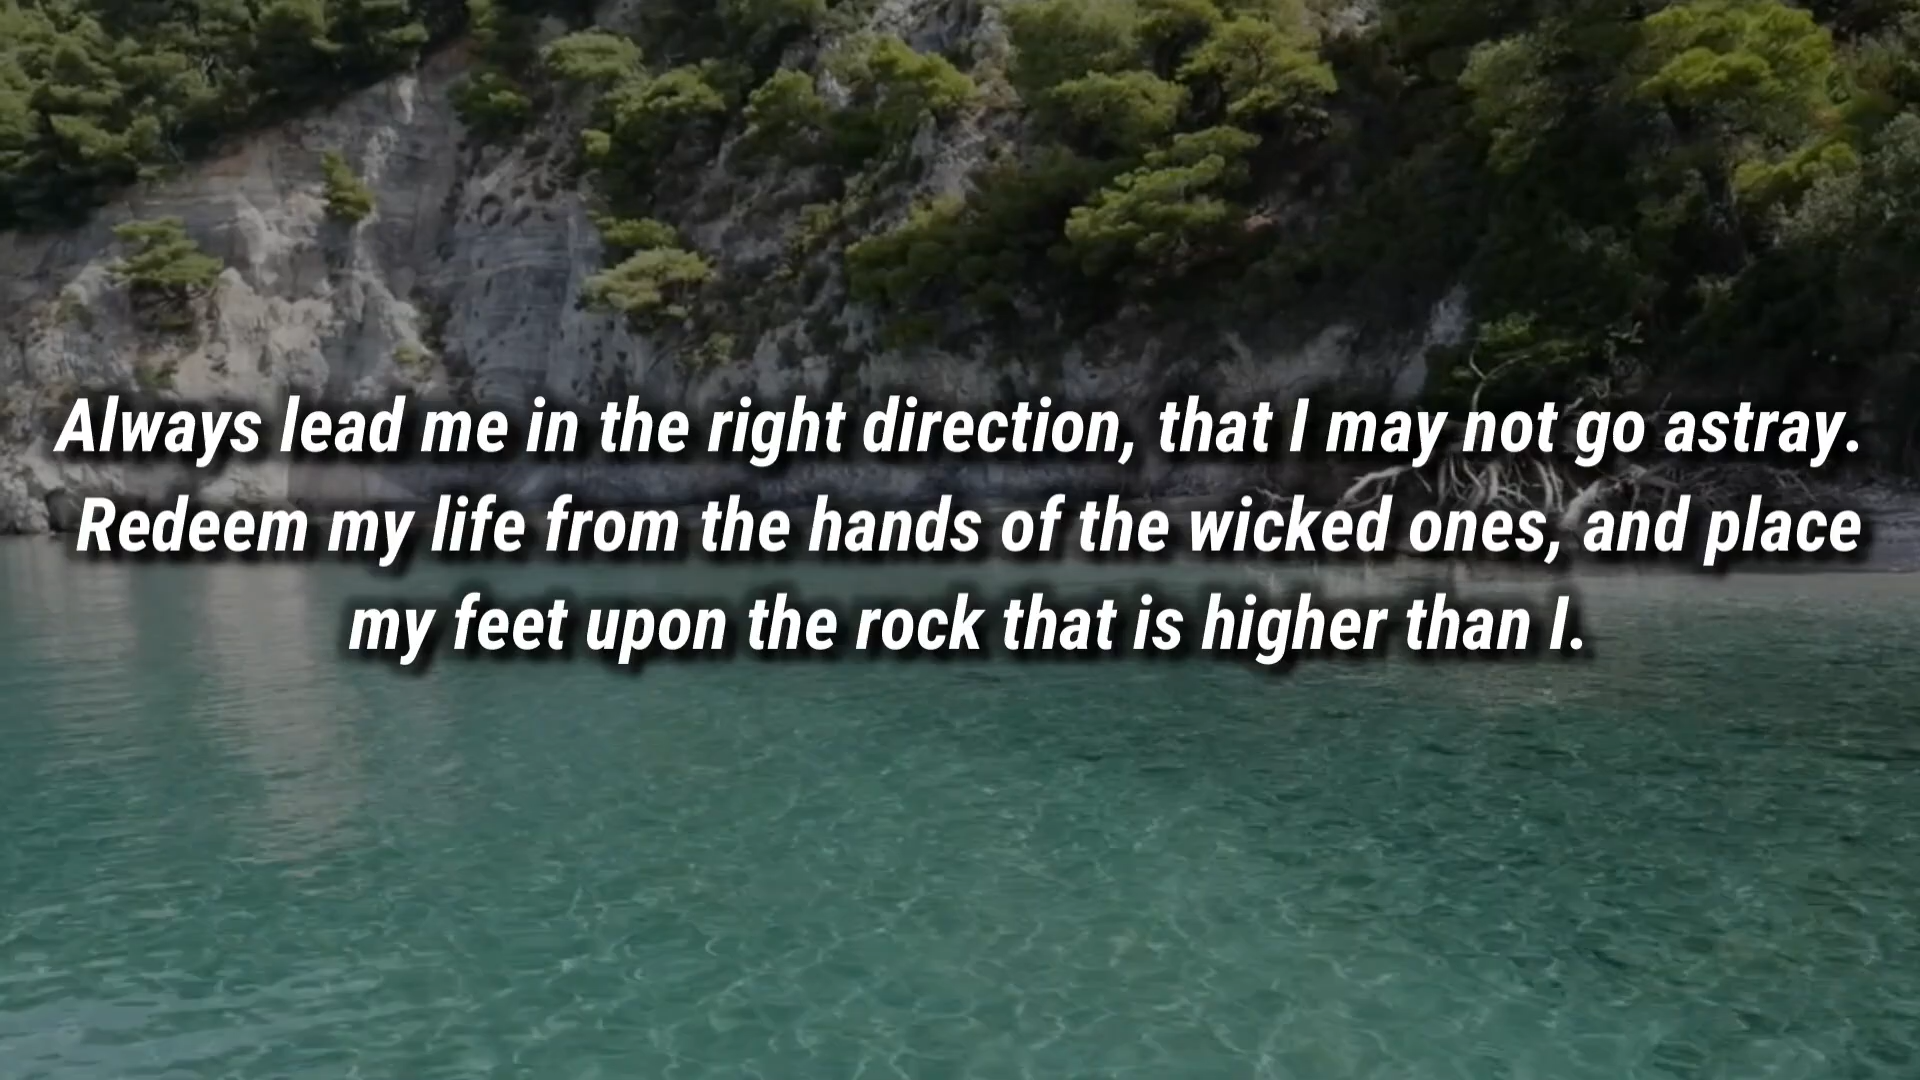 Always lead me in the right direction, that I may not go astray.
Redeem my life from the hands of the wicked ones, and place
my feet upon the rock that is higher than I.